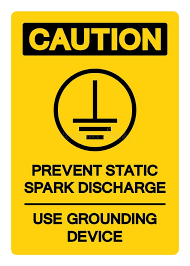 CAUTION
PREVENT STATIC
SPARK DISCHARGE
USE GROUNDING
DEVICE